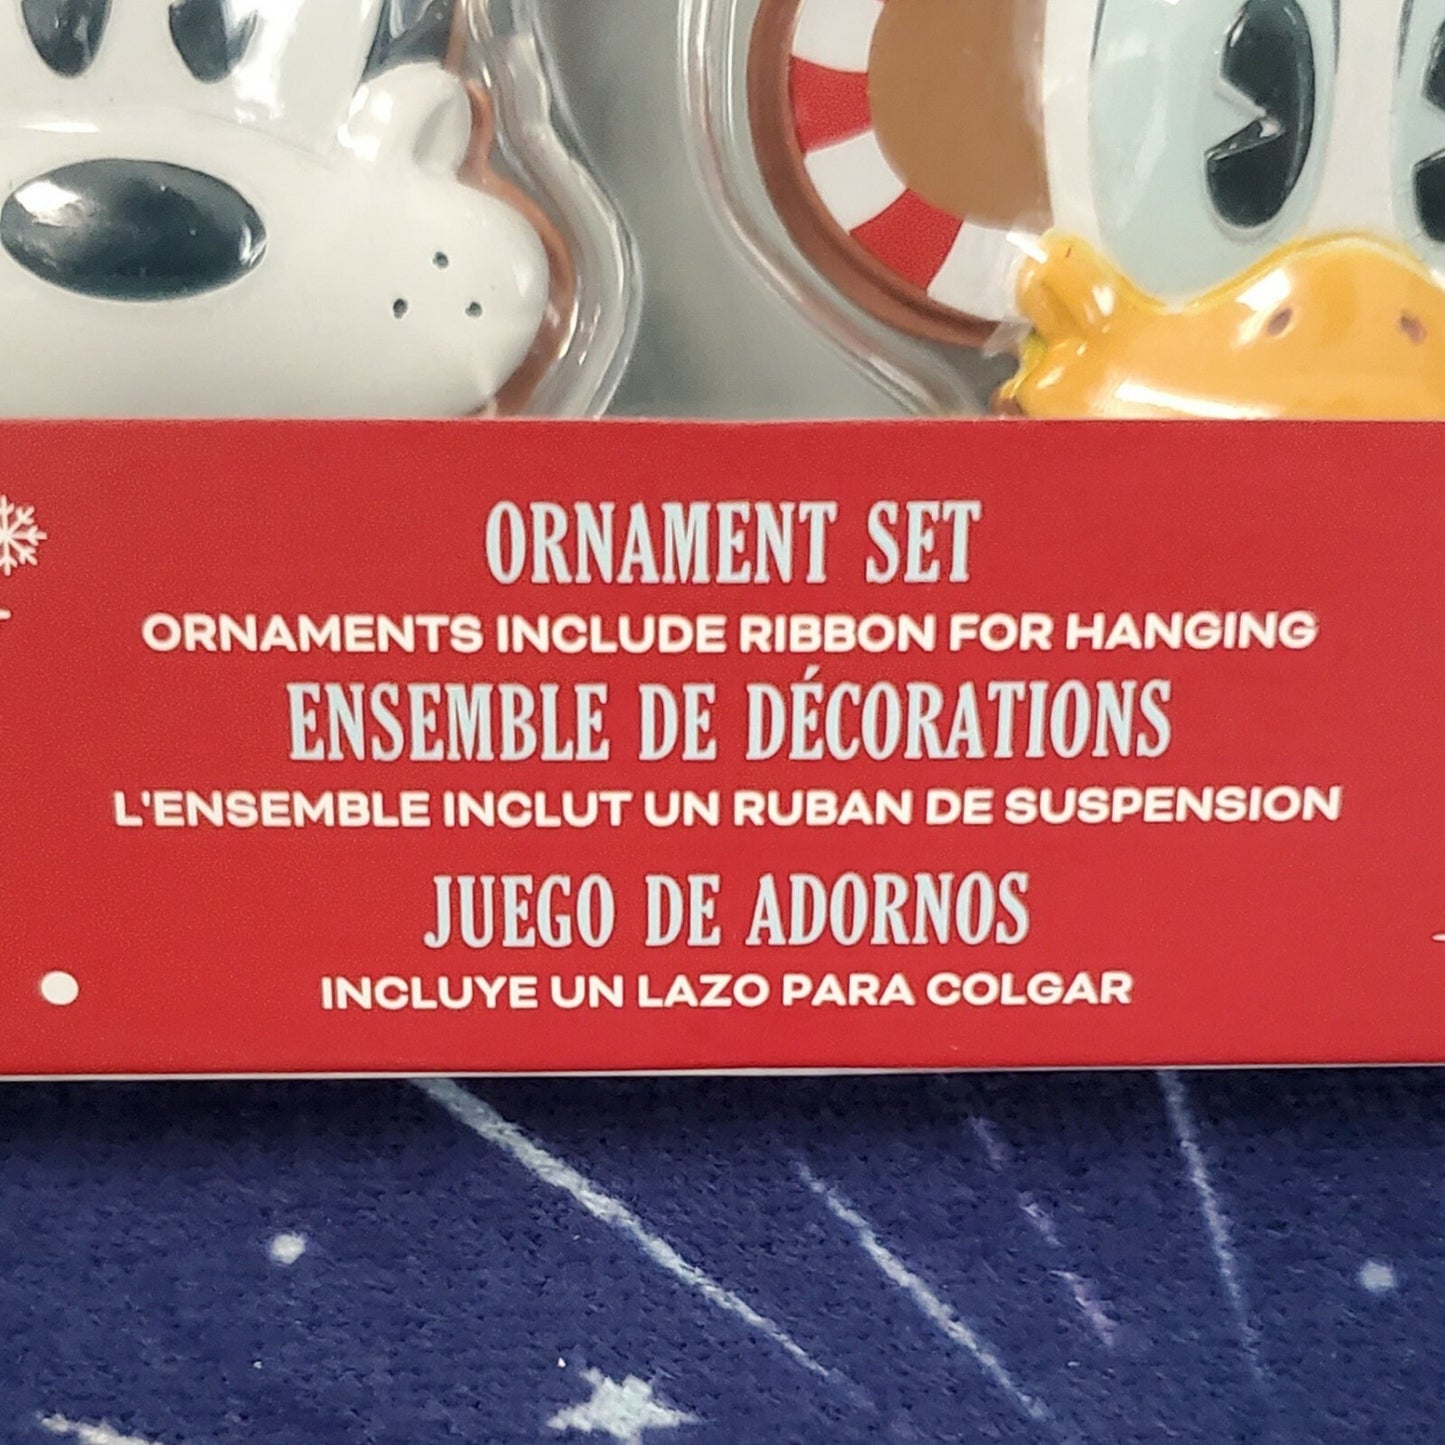 ORNAMENT SET
ORNAMENTS INCLUDE RIBBON FOR HANGING
ENSEMBLE DE DÉCORATIONS
L'ENSEMBLE INCLUT UN RUBAN DE SUSPENSION
JUEGO DE ADORNOS
INCLUYE UN LAZO PARA COLGAR